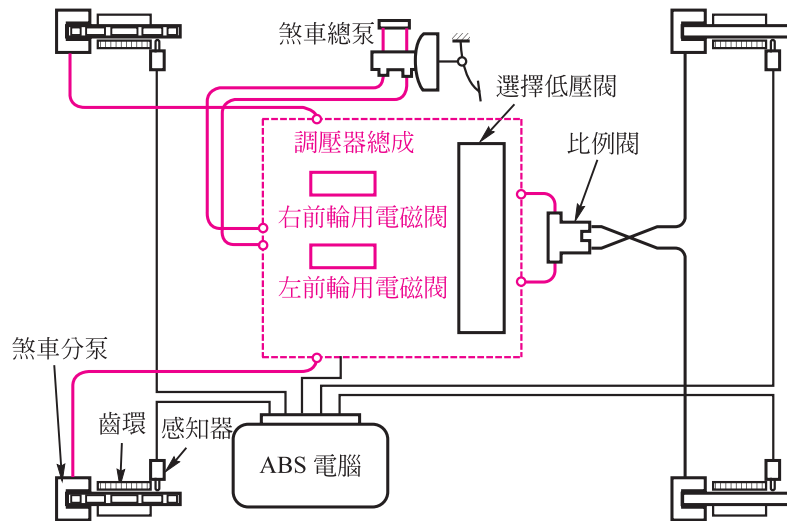 煞車總泵
選擇低壓閥
調壓器總成
比例閥
右前輪用電磁閥
左前輪用電磁閥
煞車分泵
齒環
感知器
ABS 電腦